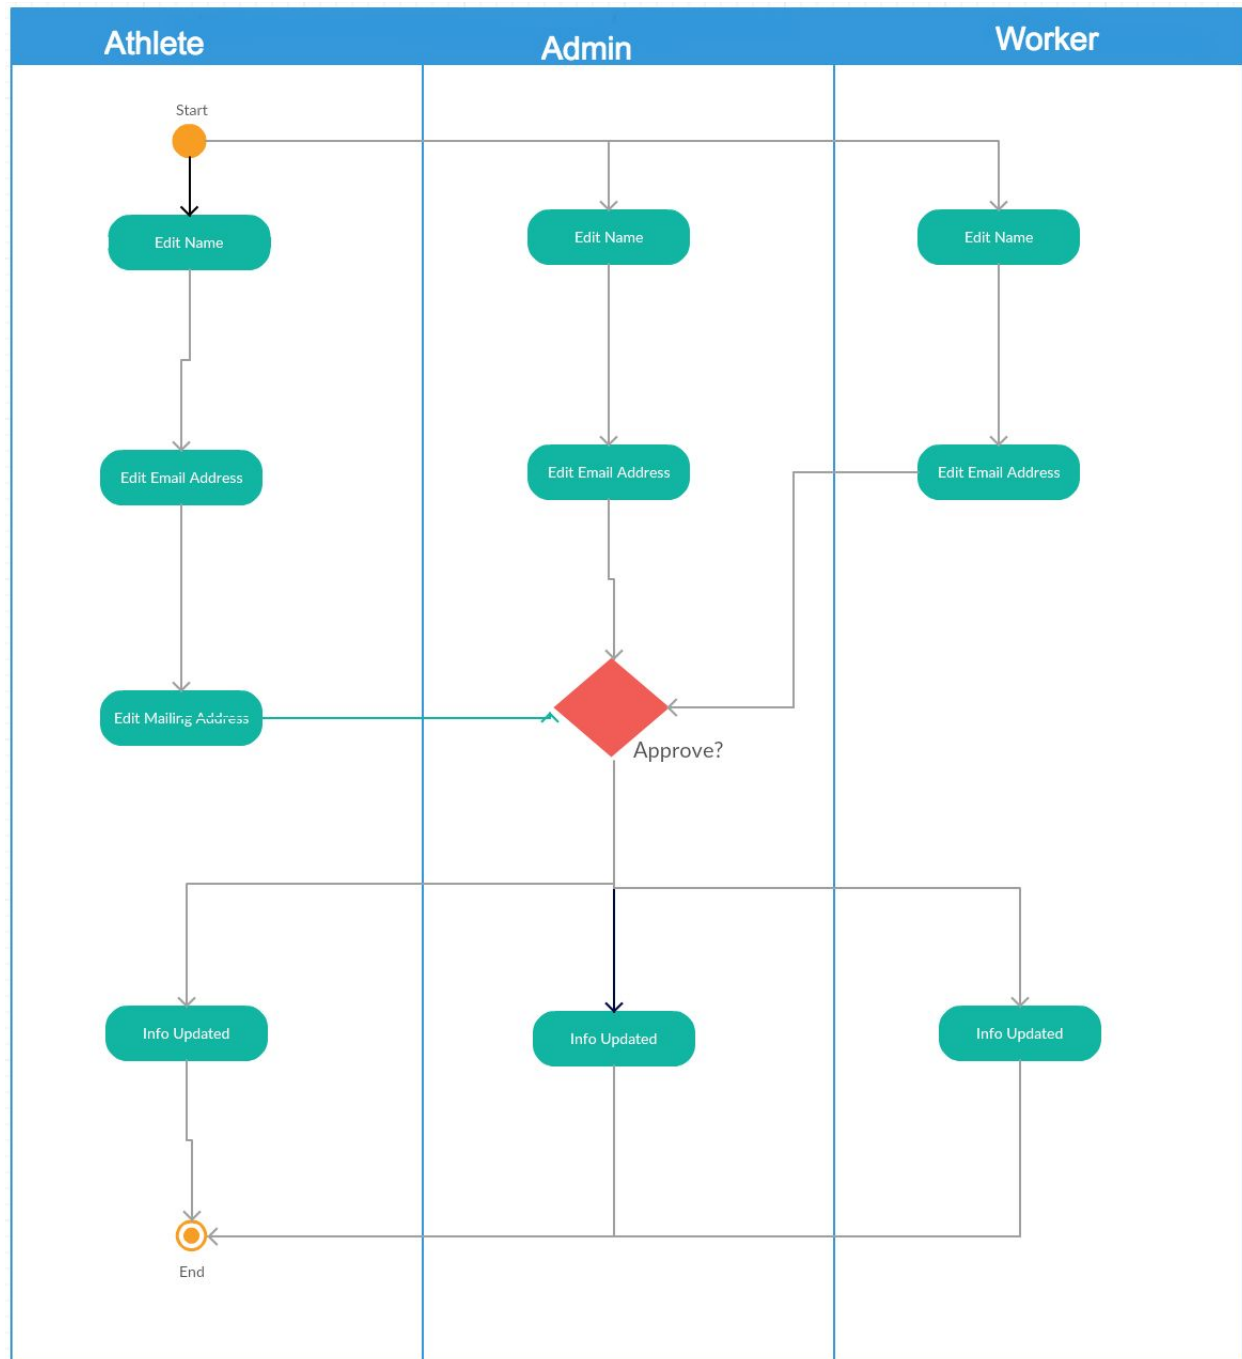 Athlete
Admin
Worker
Start
Edit Name
Edit Name
Edit Name
Edit Email Address
Edit Email Address
Edit Email Address
Edit Mailing Address
Approve?
Info Updated
Info Updated
Info Updated
End